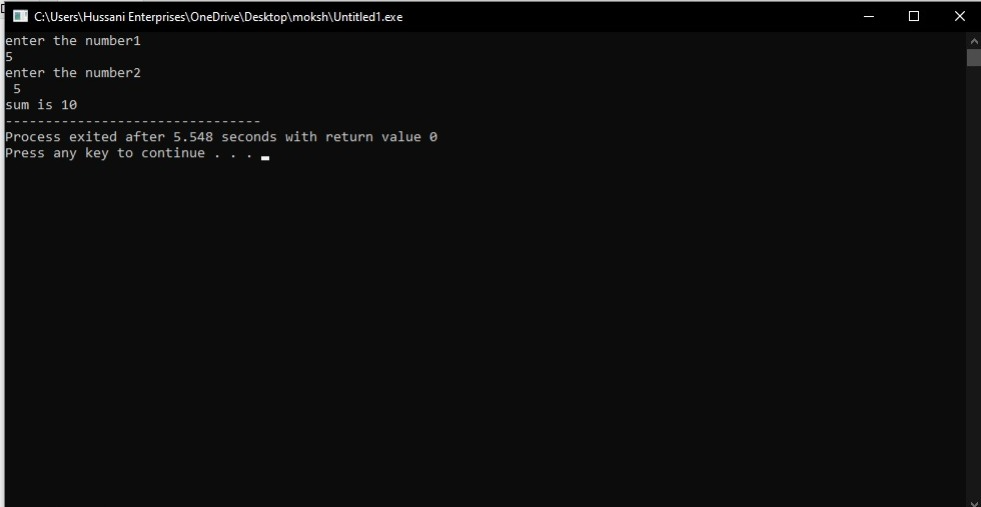 C:\Users\Hussani Enterprises\OneDrive\Desktop\moksh\Untitled1.exe
enter the number1
5
enter the number2
 5
sum is 10
--------------------------------
Process exited after 5.548 seconds with return value 0
Press any key to continue . . .